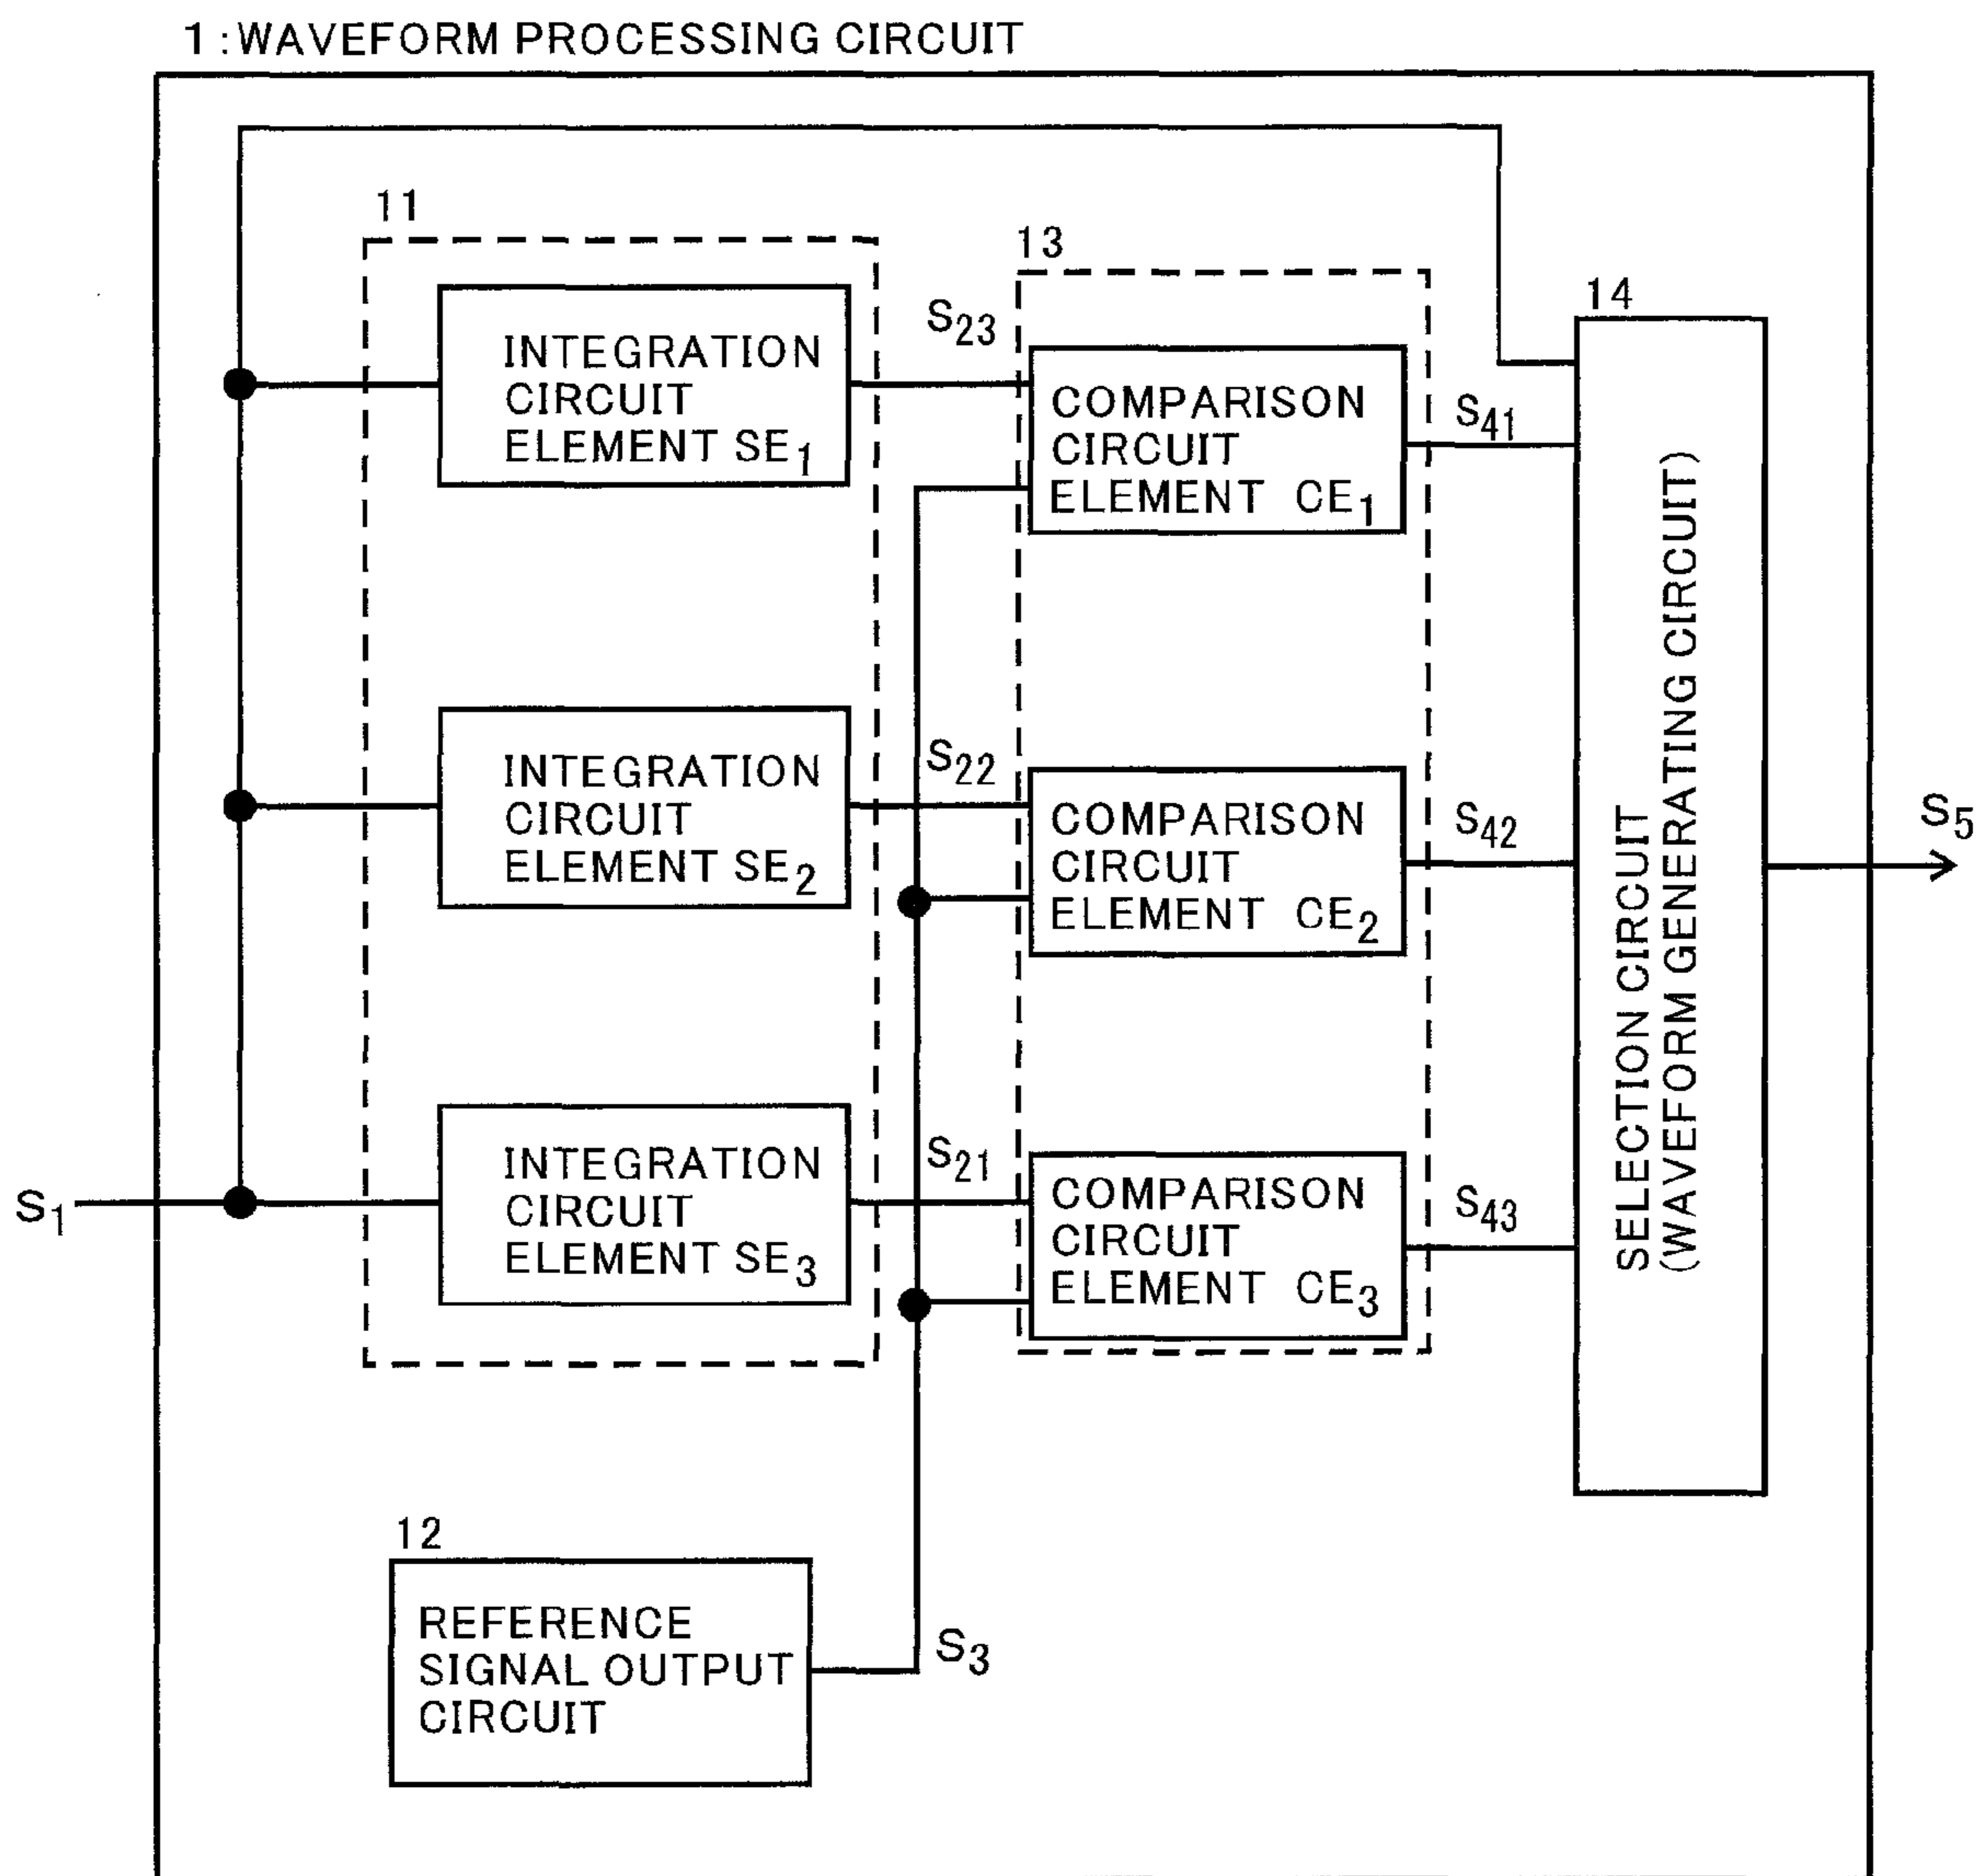 1:WAVEFORM PROCESSING CIRCUIT
11
INTEGRATION
CIRCUIT
ELEMENT SE1
S23
13
COMPARISON
CIRCUIT
ELEMENT CE1
S41
14
SELECTION CIRCUIT
(WAVEFORM GENERATING CIRCUIT)
INTEGRATION
CIRCUIT
ELEMENT SE2
S22
COMPARISON
CIRCUIT
ELEMENT CE2
S42
S5
S1
INTEGRATION
CIRCUIT
ELEMENT SE3
S21
COMPARISON
CIRCUIT
ELEMENT CE3
S43
12
REFERENCE
SIGNAL OUTPUT
CIRCUIT
S3